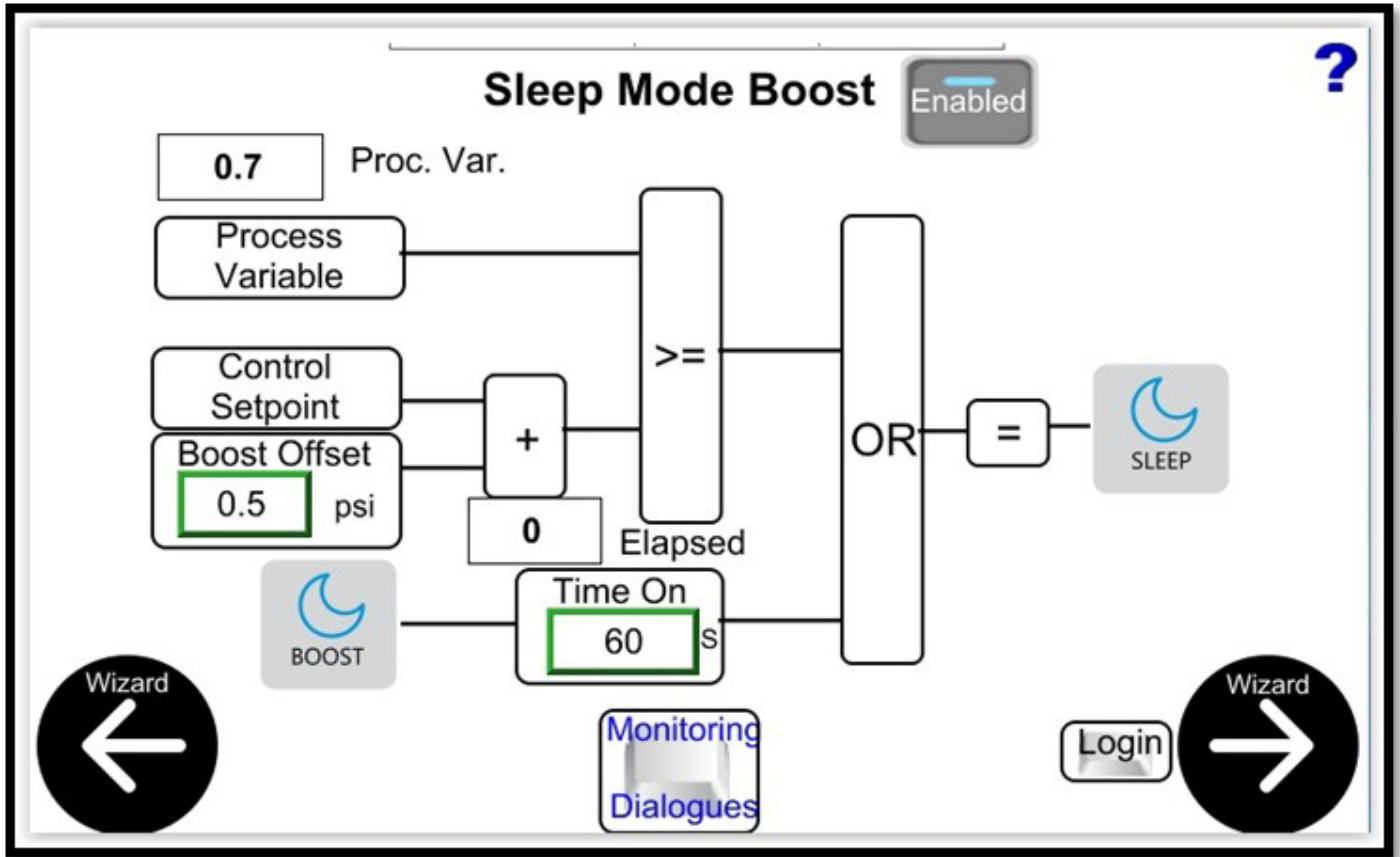 Sleep Mode Boost
Enabled
?
0.7
Proc. Var.
Process
Variable
Control
Setpoint
Boost Offset
0.5
psi
+
>=
OR
=
SLEEP
0
Elapsed
BOOST
Time On
60
S
Wizard
Monitoring
Dialogues
Login
Wizard